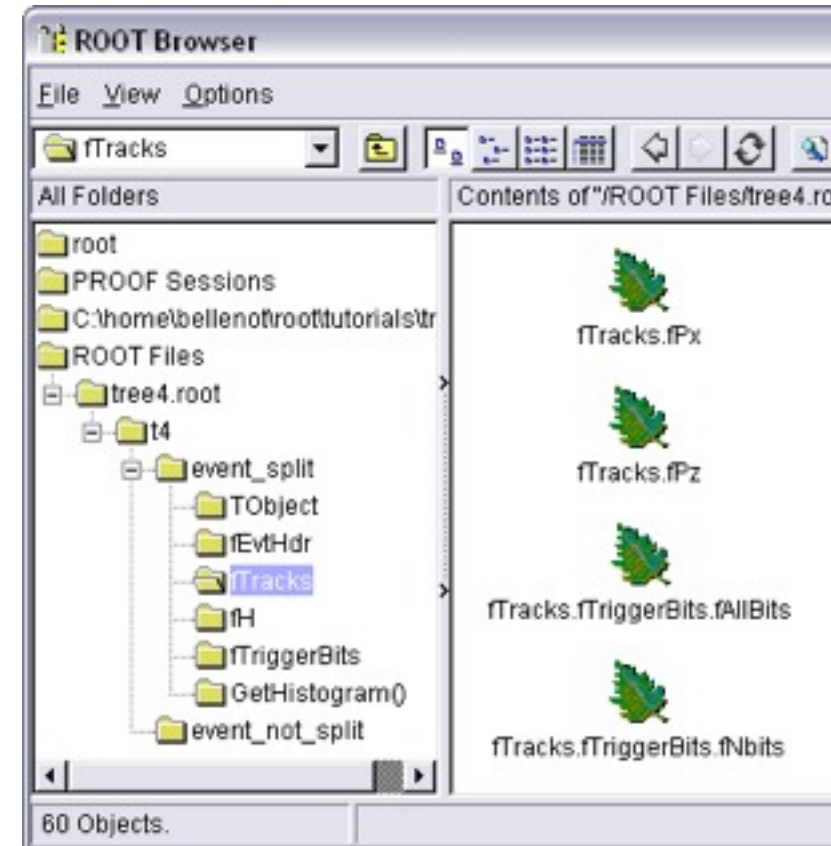 ROOT Browser
File View Options
fTracks
All Folders
Contents of "/ROOT Files/tree4.ro
root
PROOF Sessions
C:\home\bellenot\root\tutorials\tr
ROOT Files
tree4.root
t4
event_split
TObject
fEvtHdr
fTracks
fH
fTriggerBits
GetHistogram()
event_not_split
fTracks.fPx
fTracks.fPz
fTracks.fTriggerBits.fAllBits
fTracks.fTriggerBits.fNbits
60 Objects.